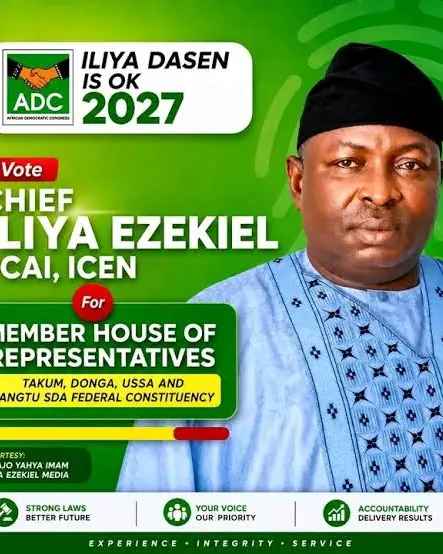 ADC
AFRICAN DEMOCRATIC CONGRESS
ILIYA DASEN
IS OK
2027
Vote
CHIEF
ILIYA EZEKIEL
CAI, ICEN
For
MEMBER HOUSE OF
REPRESENTATIVES
TAKUM, DONGA, USSA AND
ANGTU SDA FEDERAL CONSTITUENCY
RTESY:
AJO YAHYA IMAM
A EZEKIEL MEDIA
STRONG LAWS
BETTER FUTURE
YOUR VOICE
OUR PRIORITY
ACCOUNTABILITY
DELIVERY RESULTS
EXPERIENCE • INTEGRITY • SERVICE